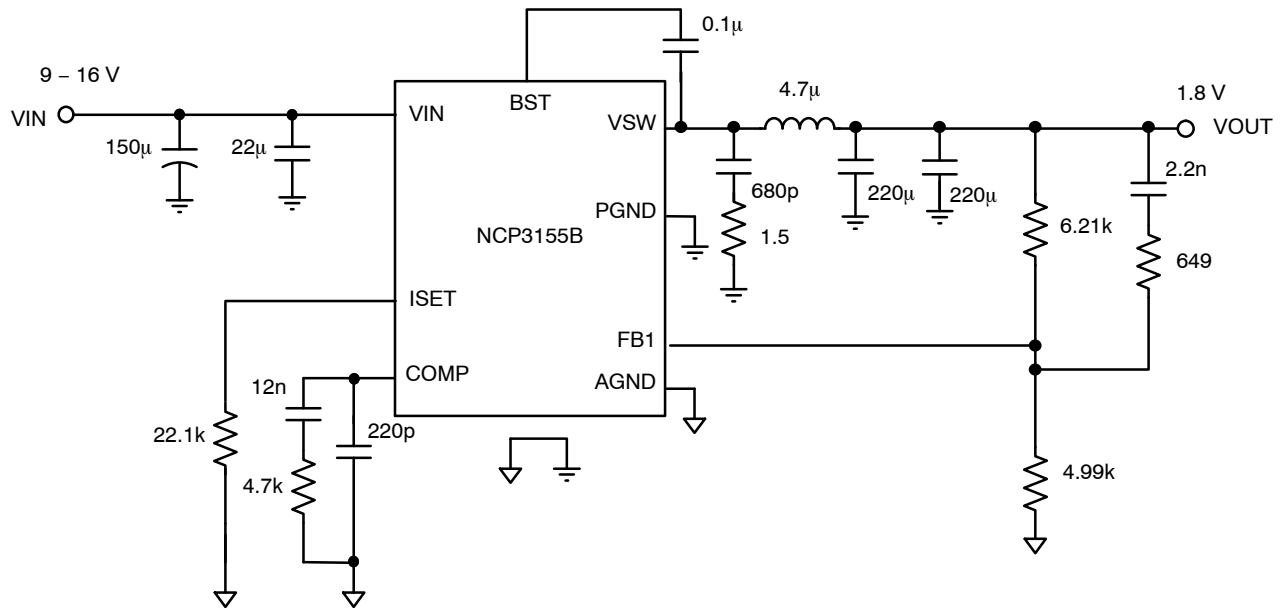 0.1µ
9 – 16 V
4.7µ
1.8 V
VIN
VIN
BST
VSW
VOUT
150µ
22µ
680p
220µ
220µ
2.2n
PGND
NCP3155B
1.5
6.21k
649
ISET
FB1
COMP
AGND
12n
22.1k
220p
4.7k
4.99k